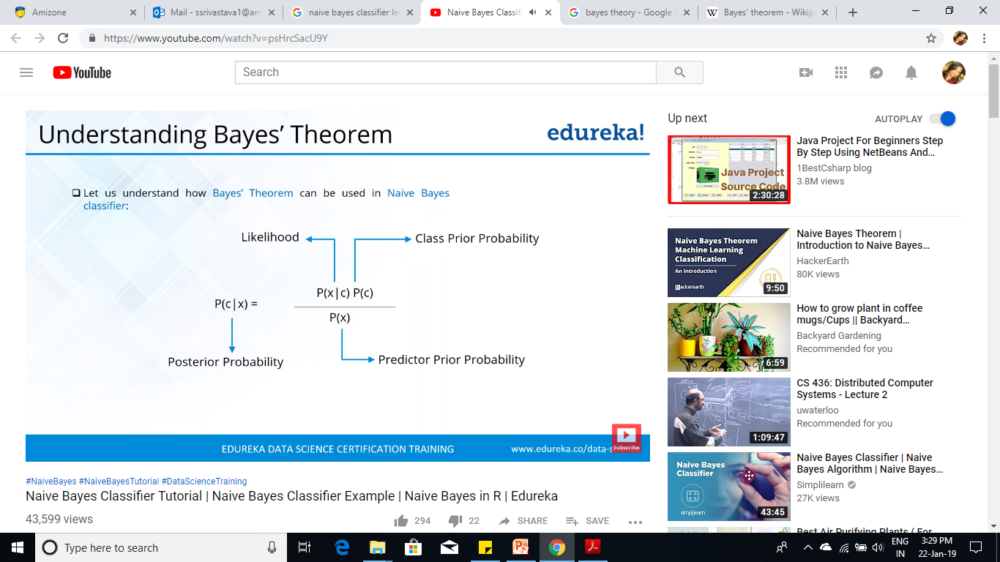 Amizone
Mail - ssrivastava1@am
naive bayes classifier le
Naive Bayes Classifi
bayes theory - Google S
Bayes' theorem - Wikip
https://www.youtube.com/watch?v=psHrcSacU9Y
YouTube
Search
Understanding Bayes' Theorem
edureka!
Let us understand how Bayes' Theorem can be used in Naive Bayes
classifier:
Likelihood
Class Prior Probability
P(x|c) P(c)
P(c|x) =
P(x)
Posterior Probability
Predictor Prior Probability
Subscribe
EDUREKA DATA SCIENCE CERTIFICATION TRAINING
www.edureka.co/data-s
#NaiveBayes #NaiveBayesTutorial #DataScienceTraining
Naive Bayes Classifier Tutorial | Naive Bayes Classifier Example | Naive Bayes in R | Edureka
43,599 views
294
22
SHARE
SAVE
Up next
AUTOPLAY
Java Project
Source Code
2:30:28
Java Project For Beginners Step
By Step Using NetBeans And...
1BestCsharp blog
3.8M views
Naive Bayes Theorem
Machine Learning
Classification
An Introduction
hackerearth
9:50
Naive Bayes Theorem |
Introduction to Naive Bayes...
HackerEarth
80K views
6:59
How to grow plant in coffee
mugs/Cups || Backyard...
Backyard Gardening
Recommended for you
1:09:47
CS 436: Distributed Computer
Systems - Lecture 2
uwaterloo
Recommended for you
Naive Bayes
Classifier
simplilearn
43:45
Naive Bayes Classifier | Naive
Bayes Algorithm | Naive Bayes...
Simplilearn
27K views
Best Air Purifying Plants ( For
Type here to search
ENG
IN
3:29 PM
22-Jan-19